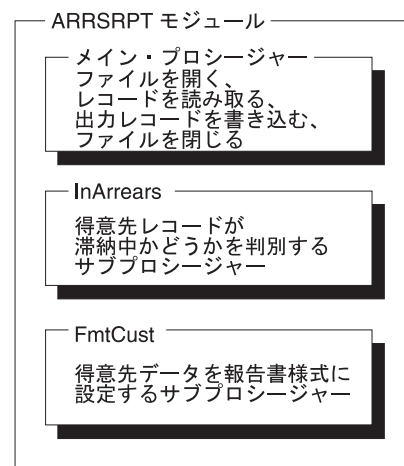 ARRSRPT モジュール
メイン・プロシージャー
ファイルを開く、
レコードを読み取る、
出力レコードを書き込む、
ファイルを閉じる
InArrears
得意先レコードが
滞納中かどうかを判別する
サブプロシージャー
FmtCust
得意先データを報告書様式に
設定するサブプロシージャー